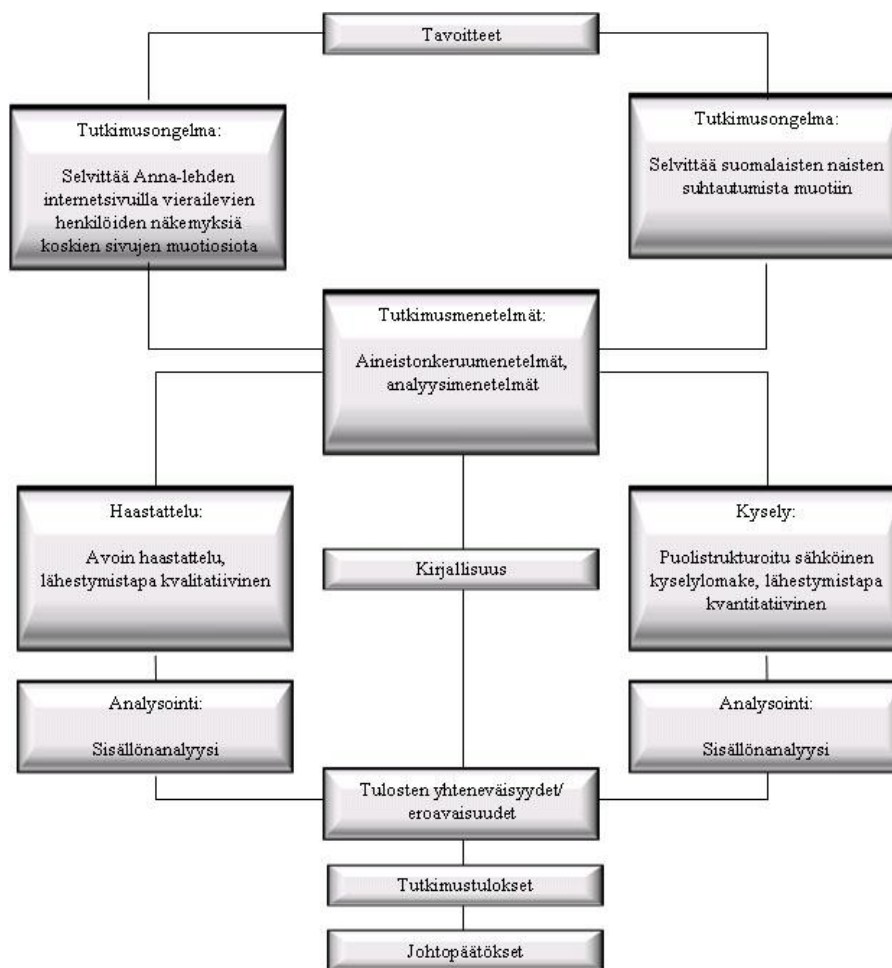 Tavoitteet
Tutkimusongelma:
Selvittää Anna-lehden
internetsivuilla vierailevien
henkilöiden näkemyksiä
koskien sivujen muotiosiota
Tutkimusongelma:
Selvittää suomalaisten naisten
suhtautumista muotiin
Tutkimusmenetelmät:
Aineistonkeruumenetelmät,
analyysimenetelmät
Haastattelu:
Avoin haastattelu,
lähestymistapa kvalitatiivinen
Kirjallisuus
Kysely:
Puolistrukturoitu sähköinen
kyselylomake, lähestymistapa
kvantitatiivinen
Analysointi:
Sisällönanalyysi
Analysointi:
Sisällönanalyysi
Tulosten yhteneväisyydet/
eroavaisuudet
Tutkimustulokset
Johtopäätökset